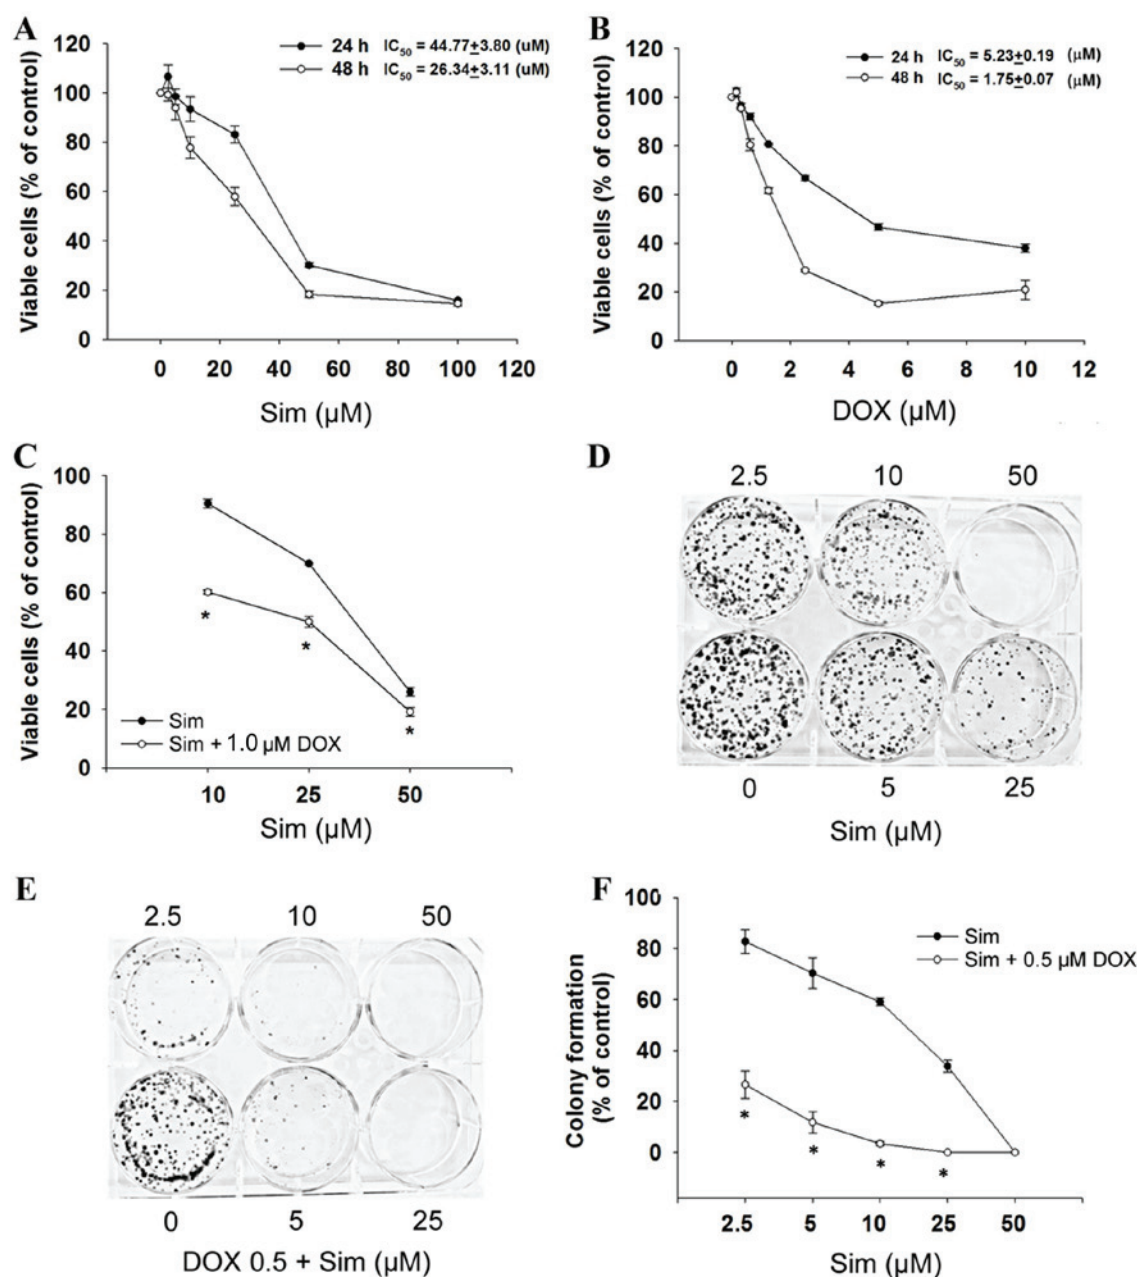 A
120
100
80
60
40
20
0
Viable cells (% of control)
24 h IC50 = 44.77±3.80 (uM)
48 h IC50 = 26.34±3.11 (uM)
0 20 40 60 80 100 120
Sim (µM)
B
120
100
80
60
40
20
0
Viable cells (% of control)
24 h IC50 = 5.23±0.19 (µM)
48 h IC50 = 1.75±0.07 (µM)
0 2 4 6 8 10 12
DOX (µM)
C
100
80
60
40
20
0
Viable cells (% of control)
*
*
*
Sim
Sim + 1.0 µM DOX
10 25 50
Sim (µM)
D
2.5 10 50
0 5 25
Sim (µM)
E
2.5 10 50
0 5 25
DOX 0.5 + Sim (µM)
F
100
80
60
40
20
0
Colony formation
(% of control)
Sim
Sim + 0.5 µM DOX
*
*
*
*
2.5 5 10 25 50
Sim (µM)